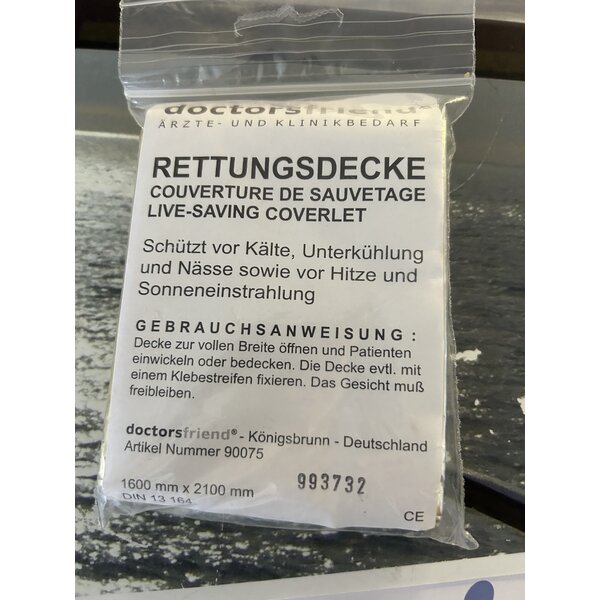 doctorsfriend®
ÄRZTE- UND KLINIKBEDARF
RETTUNGSDECKE
COUVERTURE DE SAUVETAGE
LIVE-SAVING COVERLET
Schützt vor Kälte, Unterkühlung
und Nässe sowie vor Hitze und
Sonneneinstrahlung
GEBRAUCHSANWEISUNG :
Decke zur vollen Breite öffnen und Patienten
einwickeln oder bedecken. Die Decke evtl. mit
einem Klebestreifen fixieren. Das Gesicht muß
freibleiben.
doctorsfriend® - Königsbrunn - Deutschland
Artikel Nummer 90075
1600 mm x 2100 mm 993732
DIN 13 164
CE